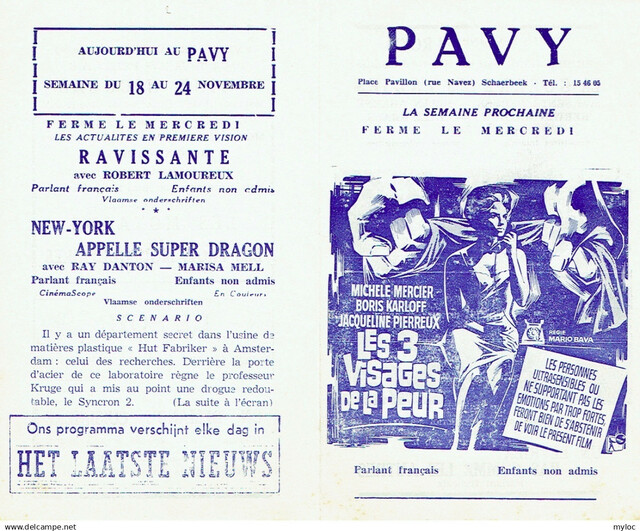 AUJOURD'HUI AU PAVY
SEMAINE DU 18 AU 24 NOVEMBRE
FERME LE MERCREDI
LES ACTUALITES EN PREMIERE VISION
RAVISSANTE
avec ROBERT LAMOUREUX
Parlant français Enfants non admis
Vlaamse onderschriften
* * *
NEW-YORK
APPELLE SUPER DRAGON
avec RAY DANTON — MARISA MELL
Parlant français Enfants non admis
CinémaScope En Couleurs
Vlaamse onderschriften
SCENARIO
Il y a un département secret dans l'usine de
matières plastique « Hut Fabriker » à Amster-
dam : celui des recherches. Derrière la porte
d'acier de ce laboratoire règne le professeur
Kruge qui a mis au point une drogue redou-
table, le Syncron 2. (La suite à l'écran)
Ons programma verschijnt elke dag in
HET LAATSTE NIEUWS
PAVY
Place Pavillon (rue Navez) Schaerbeek - Tél. : 15 46 05
LA SEMAINE PROCHAINE
FERME LE MERCREDI
MICHELE MERCIER
BORIS KARLOFF
JACQUELINE PIERREUX
LES 3
VISAGES
DE LA PEUR
REGIE
MARIO BAVA
LES PERSONNES
ULTRASENSIBLES OU
NE SUPPORTANT PAS LES
EMOTIONS PAR TROP FORTES
FERONT BIEN DE S'ABSTENIR
DE VOIR LE PRESENT FILM
Parlant français Enfants non admis
delcampe.net
myloc